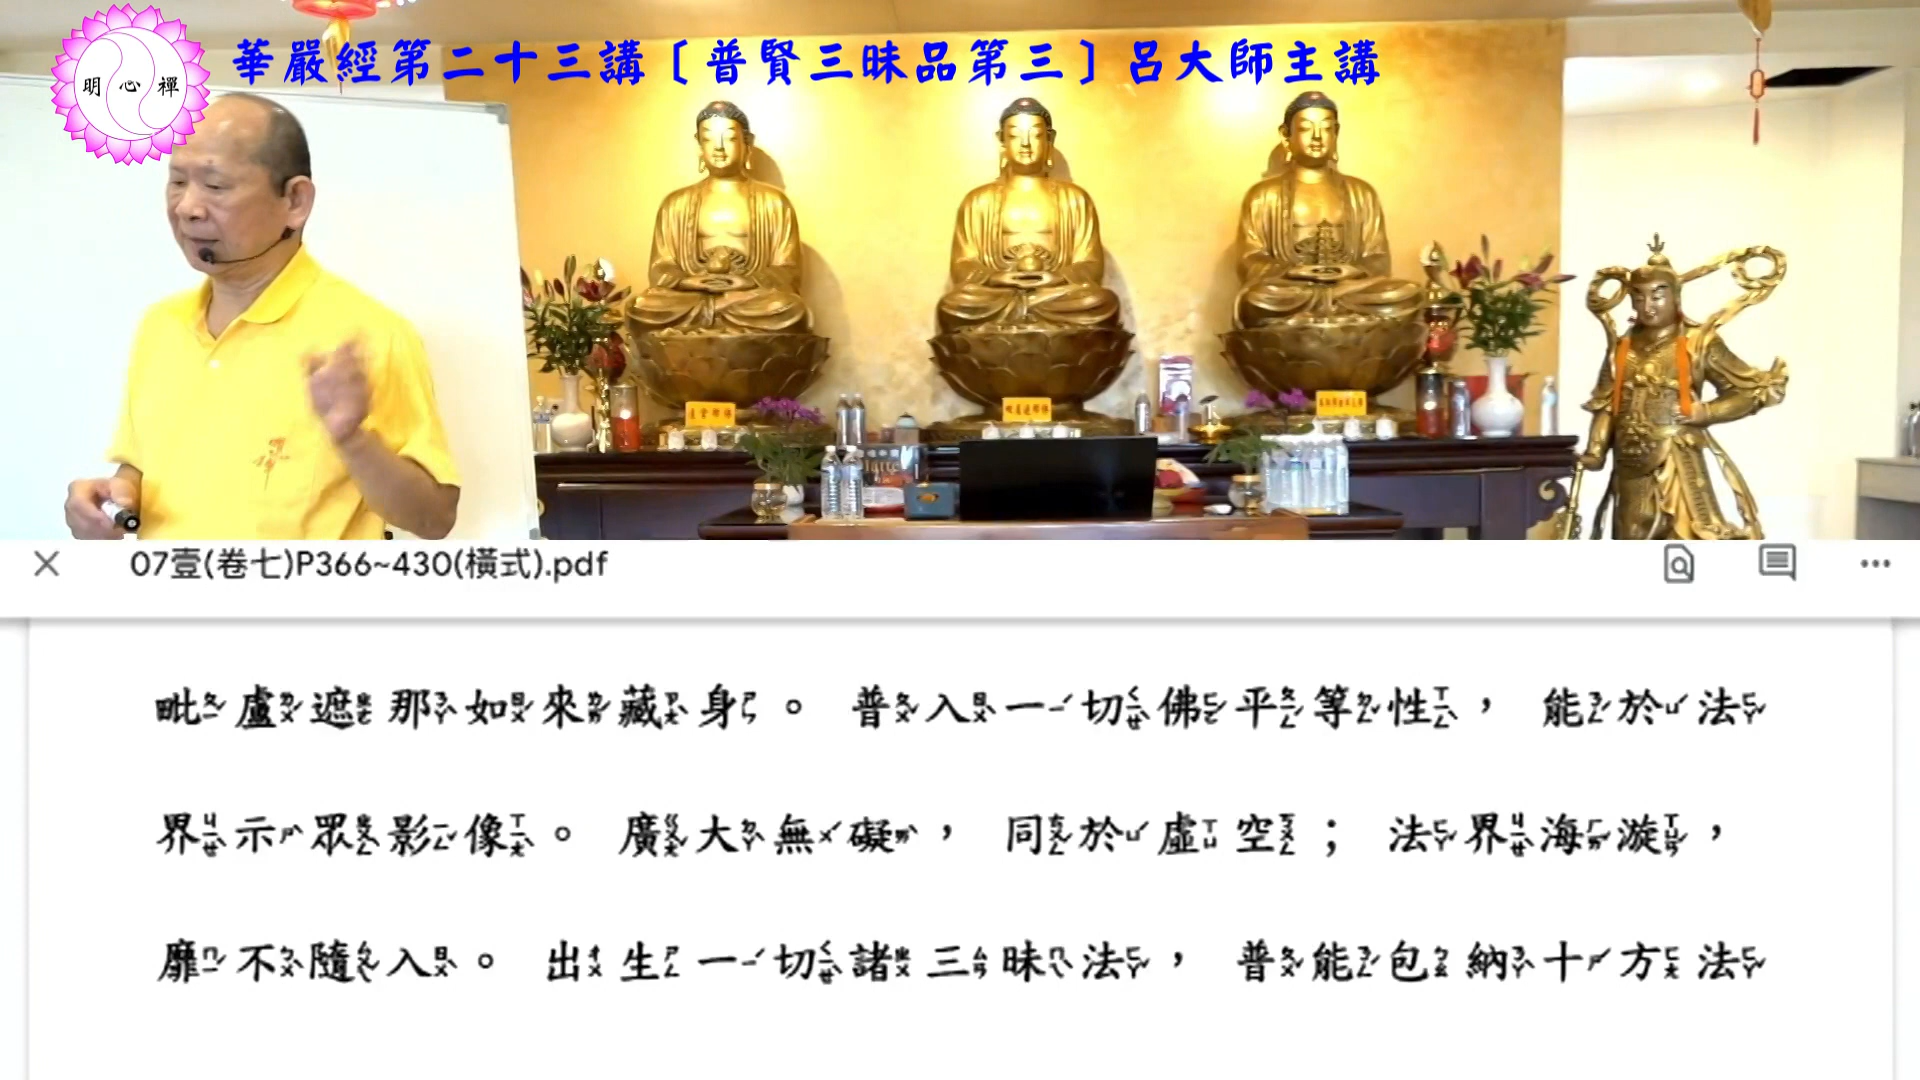 明心禪
華嚴經第二十三講〔普賢三昧品第三〕呂大師主講
07壹(卷七)P366~430(橫式).pdf
毗盧遮那如來藏身。普入一切佛平等性，能於法
界示眾影像。廣大無礙，同於虛空；法界海漩，
靡不隨入。出生一切諸三昧法，普能包納十方法